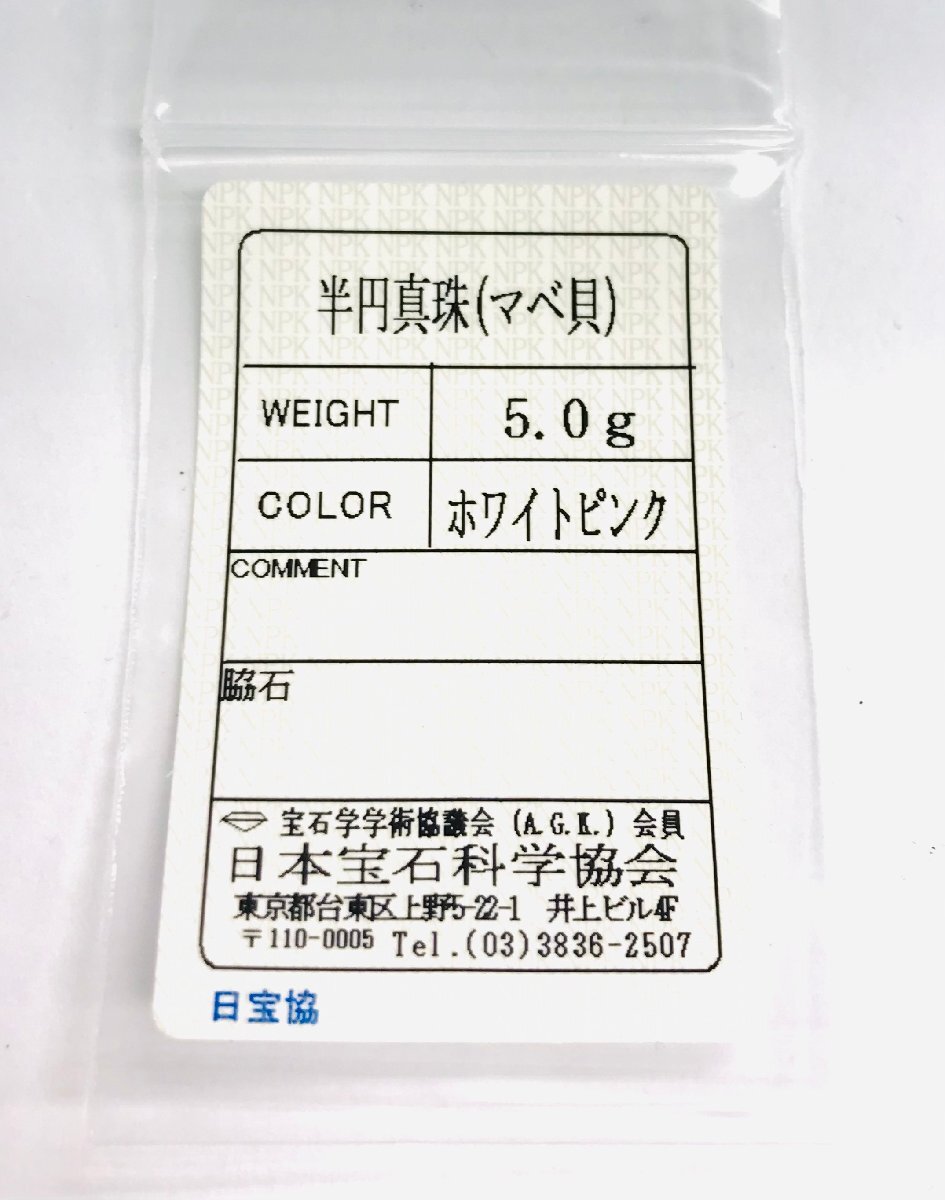 半円真珠(マベ貝)
WEIGHT 5.0g
COLOR ホワイトピンク
COMMENT
脇石
宝石学学術協議会 (A.G.K.) 会員
日本宝石科学協会
東京都台東区上野5-22-1 井上ビル4F
〒110-0005 Tel.(03)3836-2507
日宝協